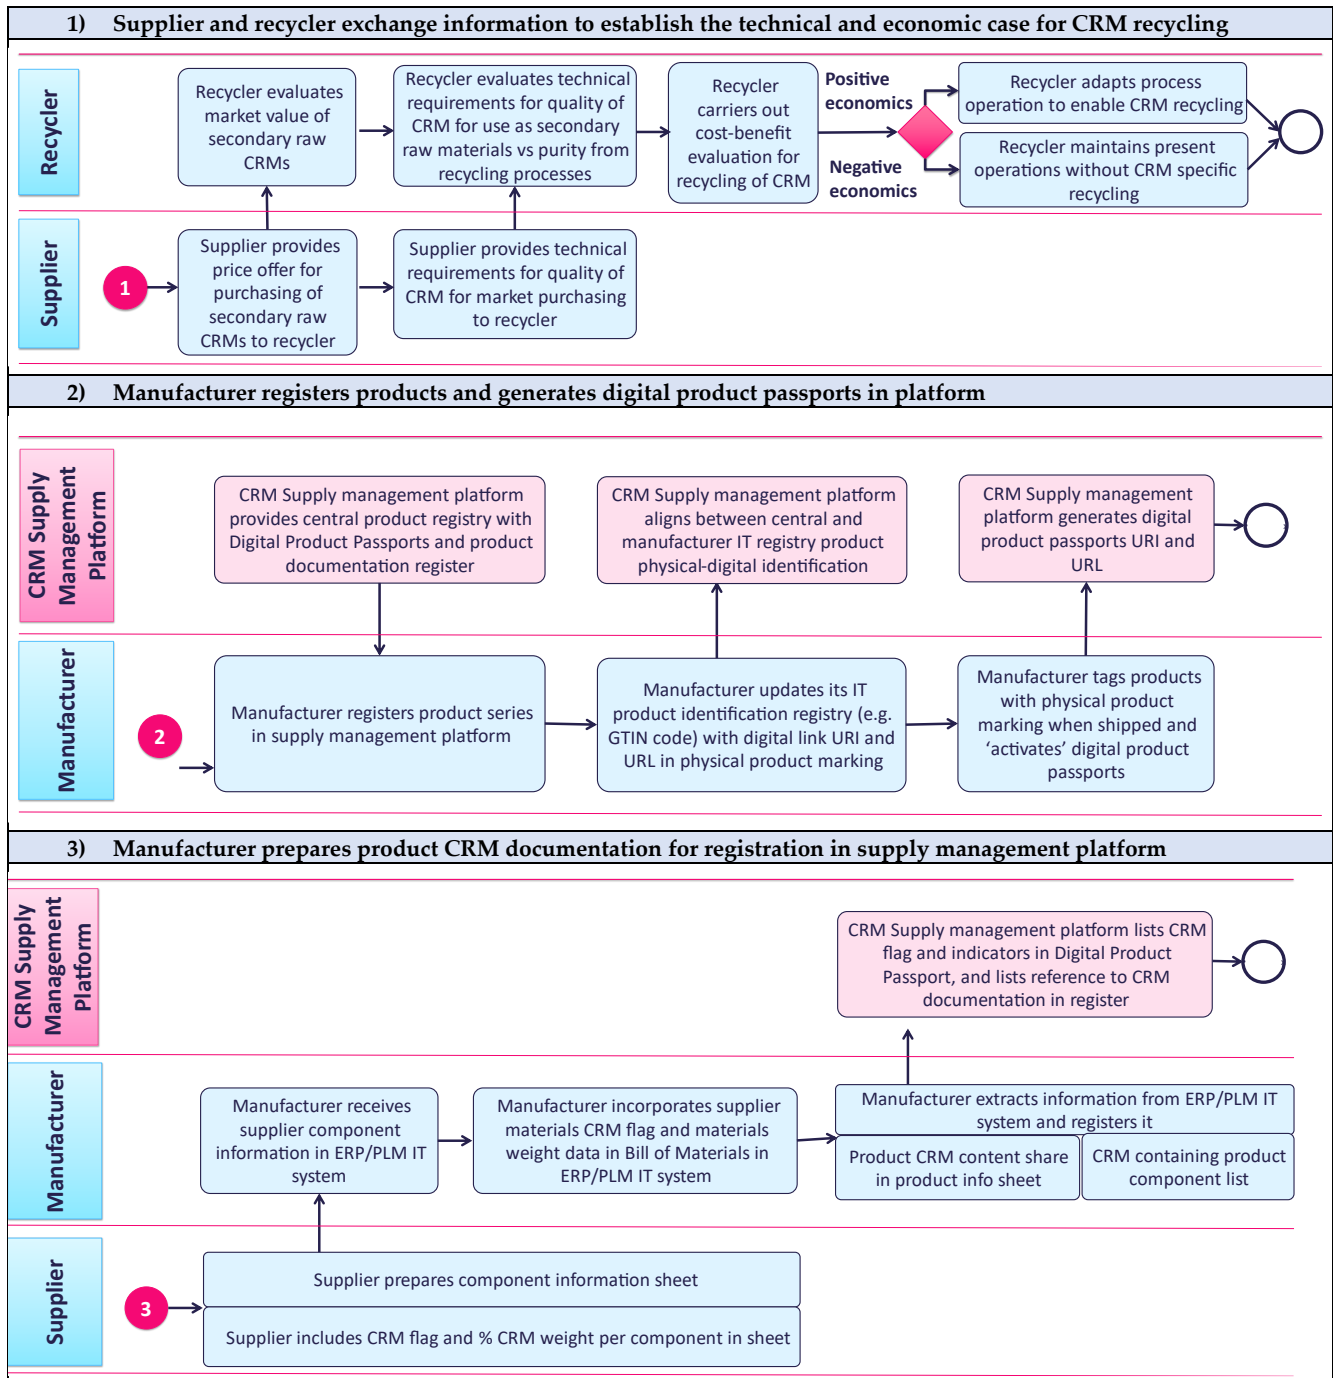 1) Supplier and recycler exchange information to establish the technical and economic case for CRM recycling
Recycler
Recycler evaluates
market value of
secondary raw
CRMs
Recycler evaluates technical
requirements for quality of
CRM for use as secondary
raw materials vs purity from
recycling processes
Recycler
carriers out
cost-benefit
evaluation for
recycling of CRM
Positive
economics
Negative
economics
Recycler adapts process
operation to enable CRM recycling
Recycler maintains present
operations without CRM specific
recycling
Supplier
1
Supplier provides
price offer for
purchasing of
secondary raw
CRMs to recycler
Supplier provides technical
requirements for quality of
CRM for market purchasing
to recycler
2) Manufacturer registers products and generates digital product passports in platform
CRM Supply
Management
Platform
CRM Supply management platform
provides central product registry with
Digital Product Passports and product
documentation register
CRM Supply management platform
aligns between central and
manufacturer IT registry product
physical-digital identification
CRM Supply management
platform generates digital
product passports URI and
URL
Manufacturer
2
Manufacturer registers product series
in supply management platform
Manufacturer updates its IT
product identification registry (e.g.
GTIN code) with digital link URI and
URL in physical product marking
Manufacturer tags products
with physical product
marking when shipped and
‘activates’ digital product
passports
3) Manufacturer prepares product CRM documentation for registration in supply management platform
CRM Supply
Management
Platform
CRM Supply management platform lists CRM
flag and indicators in Digital Product
Passport, and lists reference to CRM
documentation in register
Manufacturer
Manufacturer receives
supplier component
information in ERP/PLM IT
system
Manufacturer incorporates supplier
materials CRM flag and materials
weight data in Bill of Materials in
ERP/PLM IT system
Manufacturer extracts information from ERP/PLM IT
system and registers it
Product CRM content share
in product info sheet
CRM containing product
component list
Supplier
3
Supplier prepares component information sheet
Supplier includes CRM flag and % CRM weight per component in sheet